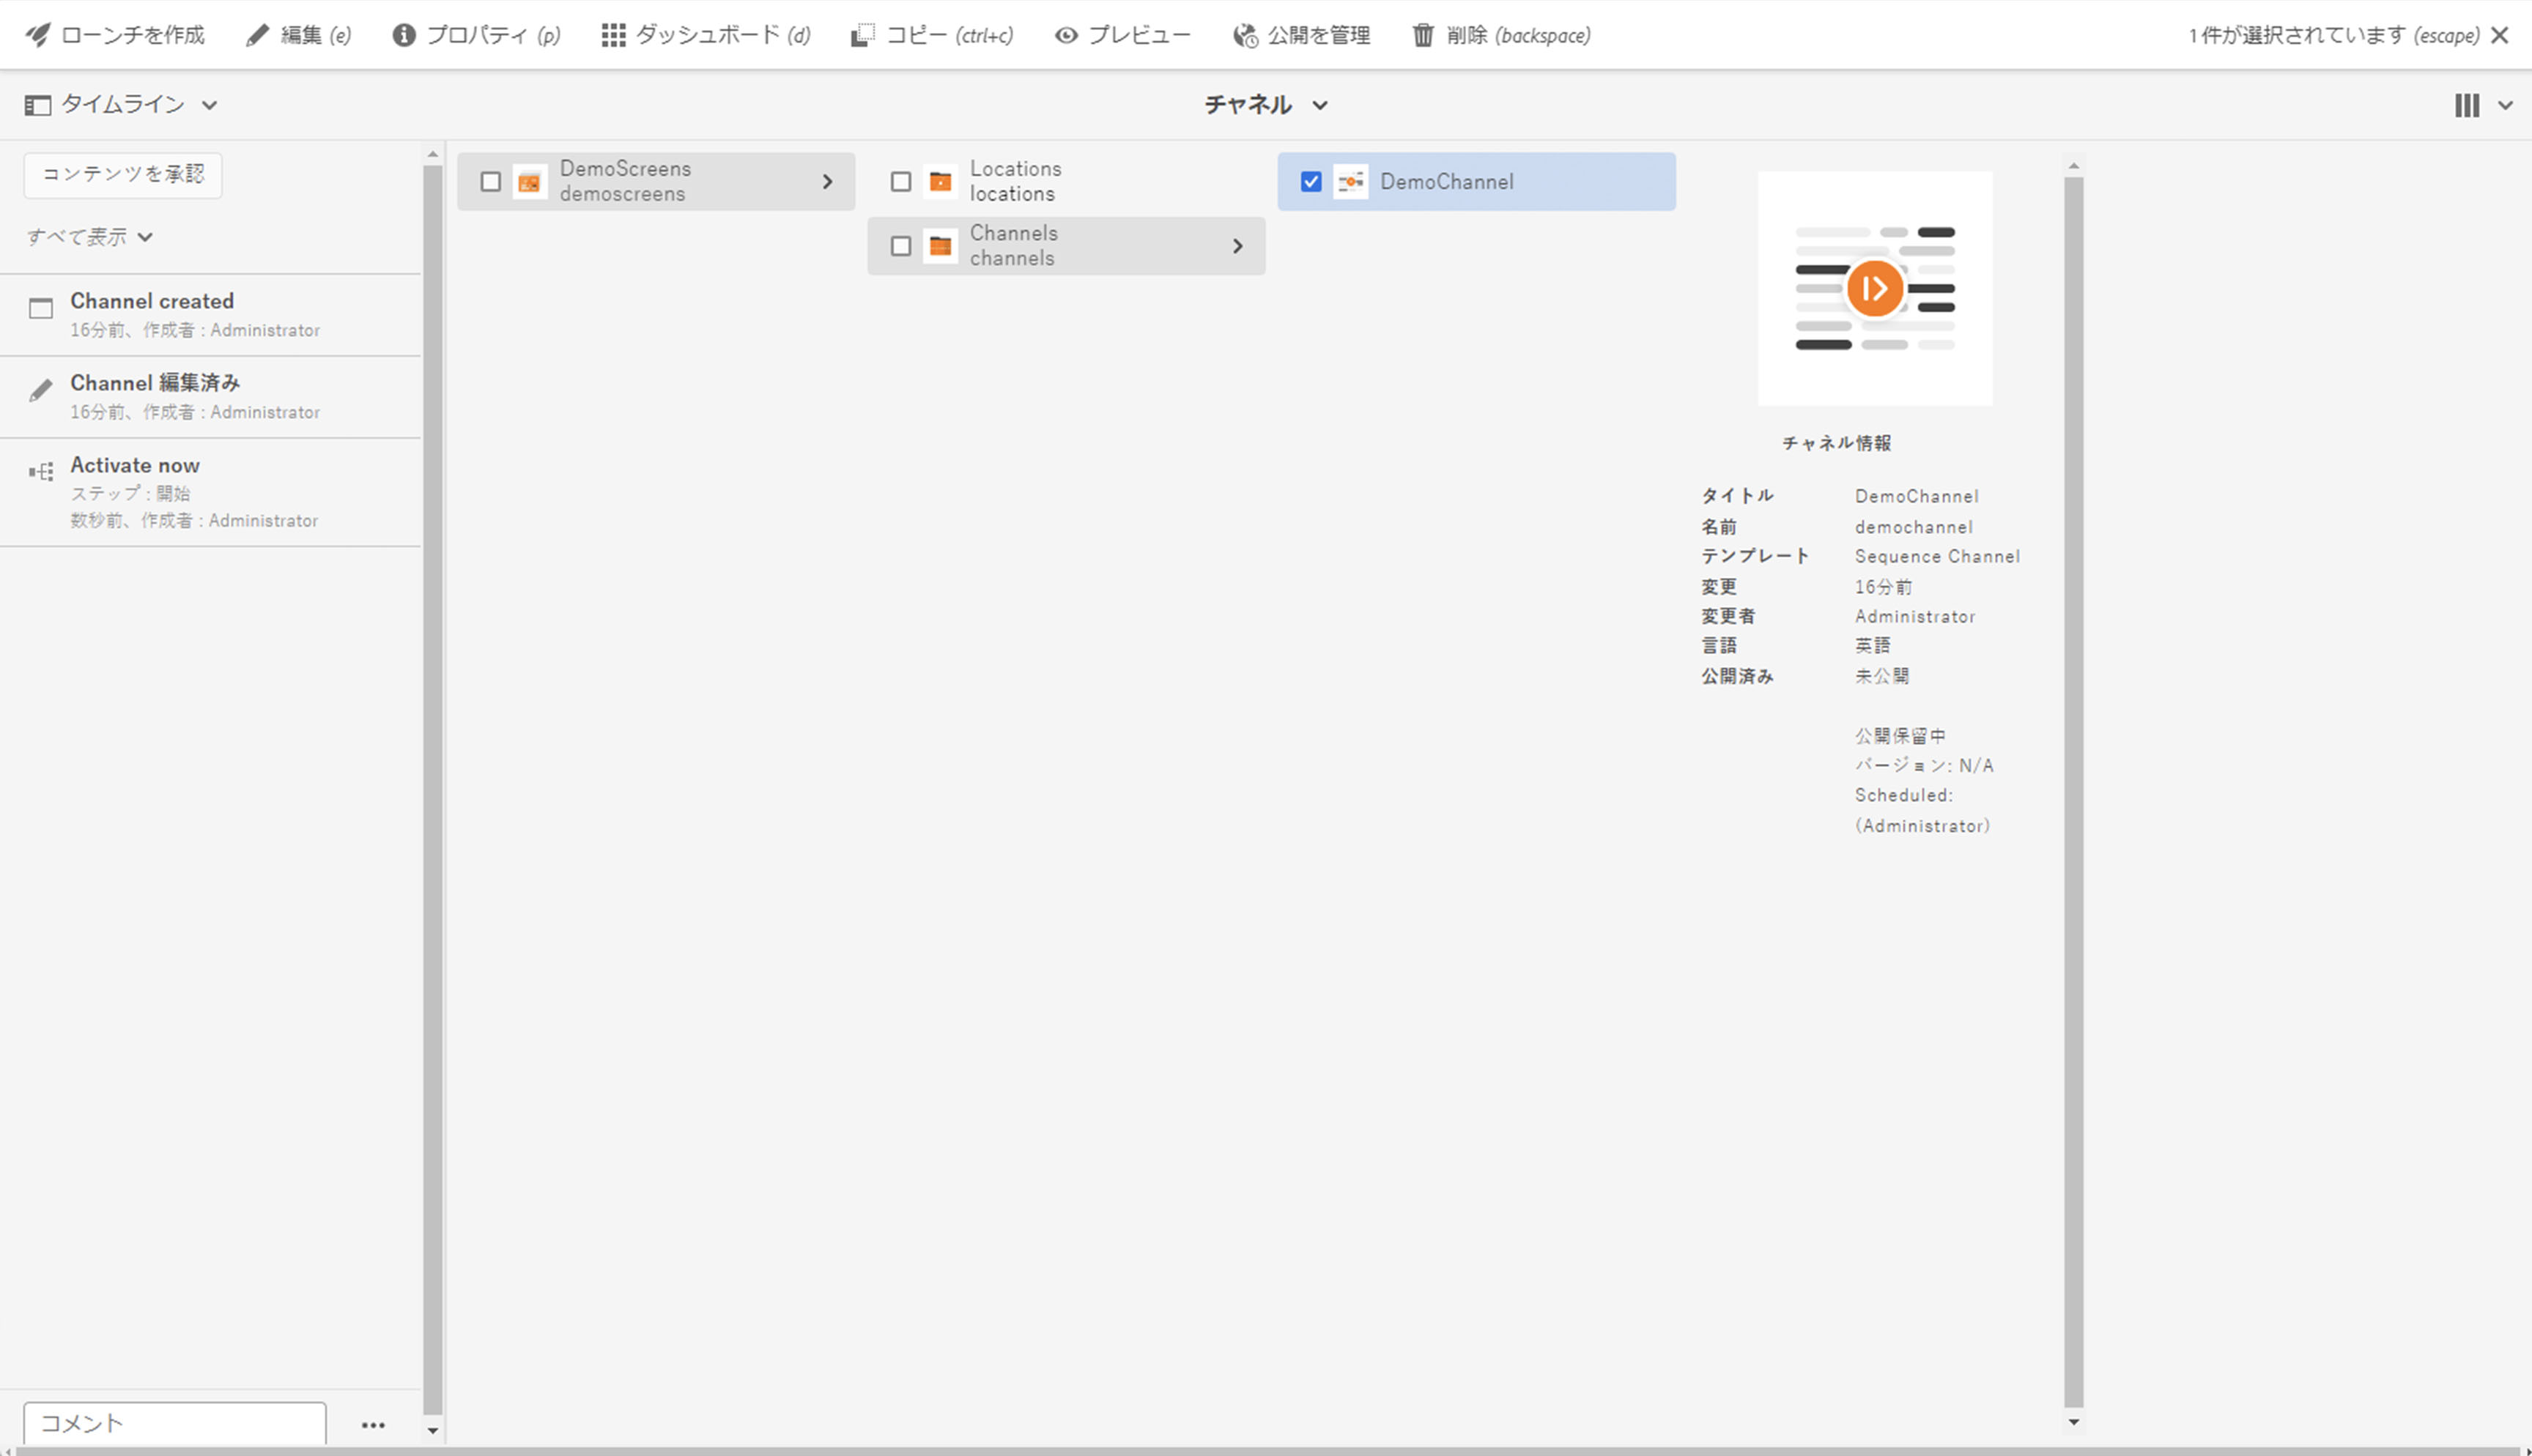 ローンチを作成 編集 (e) プロパティ (p) ダッシュボード (d) コピー (ctrl+c) プレビュー 公開を管理 削除 (backspace) 1 件が選択されています (escape)
タイムライン チャネル
コンテンツを承認
すべて表示
Channel created
16分前、作成者 : Administrator
Channel 編集済み
16分前、作成者 : Administrator
Activate now
ステップ : 開始
数秒前、作成者 : Administrator
コメント
DemoScreens
demoscreens
Locations
locations
Channels
channels
DemoChannel
チャネル情報
タイトル DemoChannel
名前 demochannel
テンプレート Sequence Channel
変更 16分前
変更者 Administrator
言語 英語
公開済み 未公開
公開保留中
バージョン: N/A
Scheduled:
(Administrator)